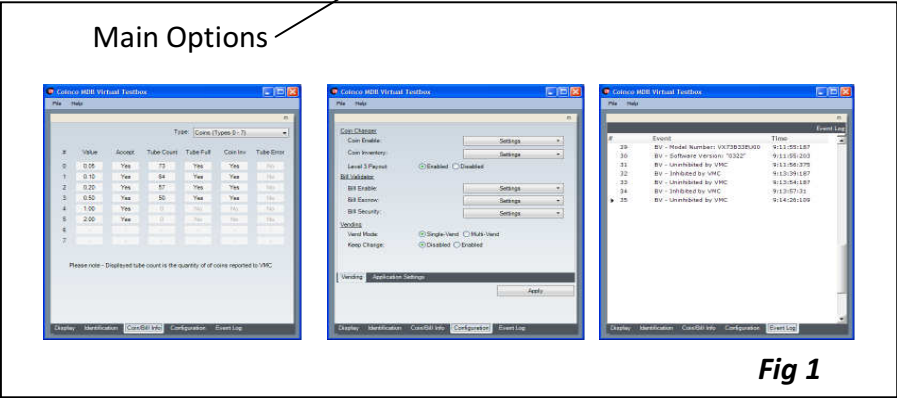 Main Options
Coinco MDB Virtual Testbox
File Help
Type: Coins (Types 0 - 7)
# Value Accept Tube Count Tube Full Coin Inv Tube Error
0 0.05 Yes 73 Yes Yes No
1 0.10 Yes 64 Yes Yes No
2 0.20 Yes 57 Yes Yes No
3 0.50 Yes 50 Yes Yes No
4 1.00 Yes 0 No No No
5 2.00 Yes 0 No No No
6 - - - - - -
7 - - - - - -
Please note - Displayed tube count is the quantity of of coins reported to VMC
Display Identification Coin/Bill Info Configuration Event Log
Coinco MDB Virtual Testbox
File Help
Coin Changer
Coin Enable: Settings
Coin Inventory: Settings
Level 3 Payout: Enabled Disabled
Bill Validator
Bill Enable: Settings
Bill Escrow: Settings
Bill Security: Settings
Vending
Vend Mode: Single-Vend Multi-Vend
Keep Change: Disabled Enabled
Vending Application Settings
Apply
Display Identification Coin/Bill Info Configuration Event Log
Coinco MDB Virtual Testbox
File Help
Event Log
# Event Time
29 BV - Model Number: 9:11:55:187
30 BV - Software Version: "0322" 9:11:55:203
31 BV - Uninhibited by VMC 9:11:56:375
32 BV - Inhibited by VMC 9:13:39:187
33 BV - Uninhibited by VMC 9:13:54:187
34 BV - Inhibited by VMC 9:13:57:31
35 BV - Uninhibited by VMC 9:14:26:109
Display Identification Coin/Bill Info Configuration Event Log
Fig 1